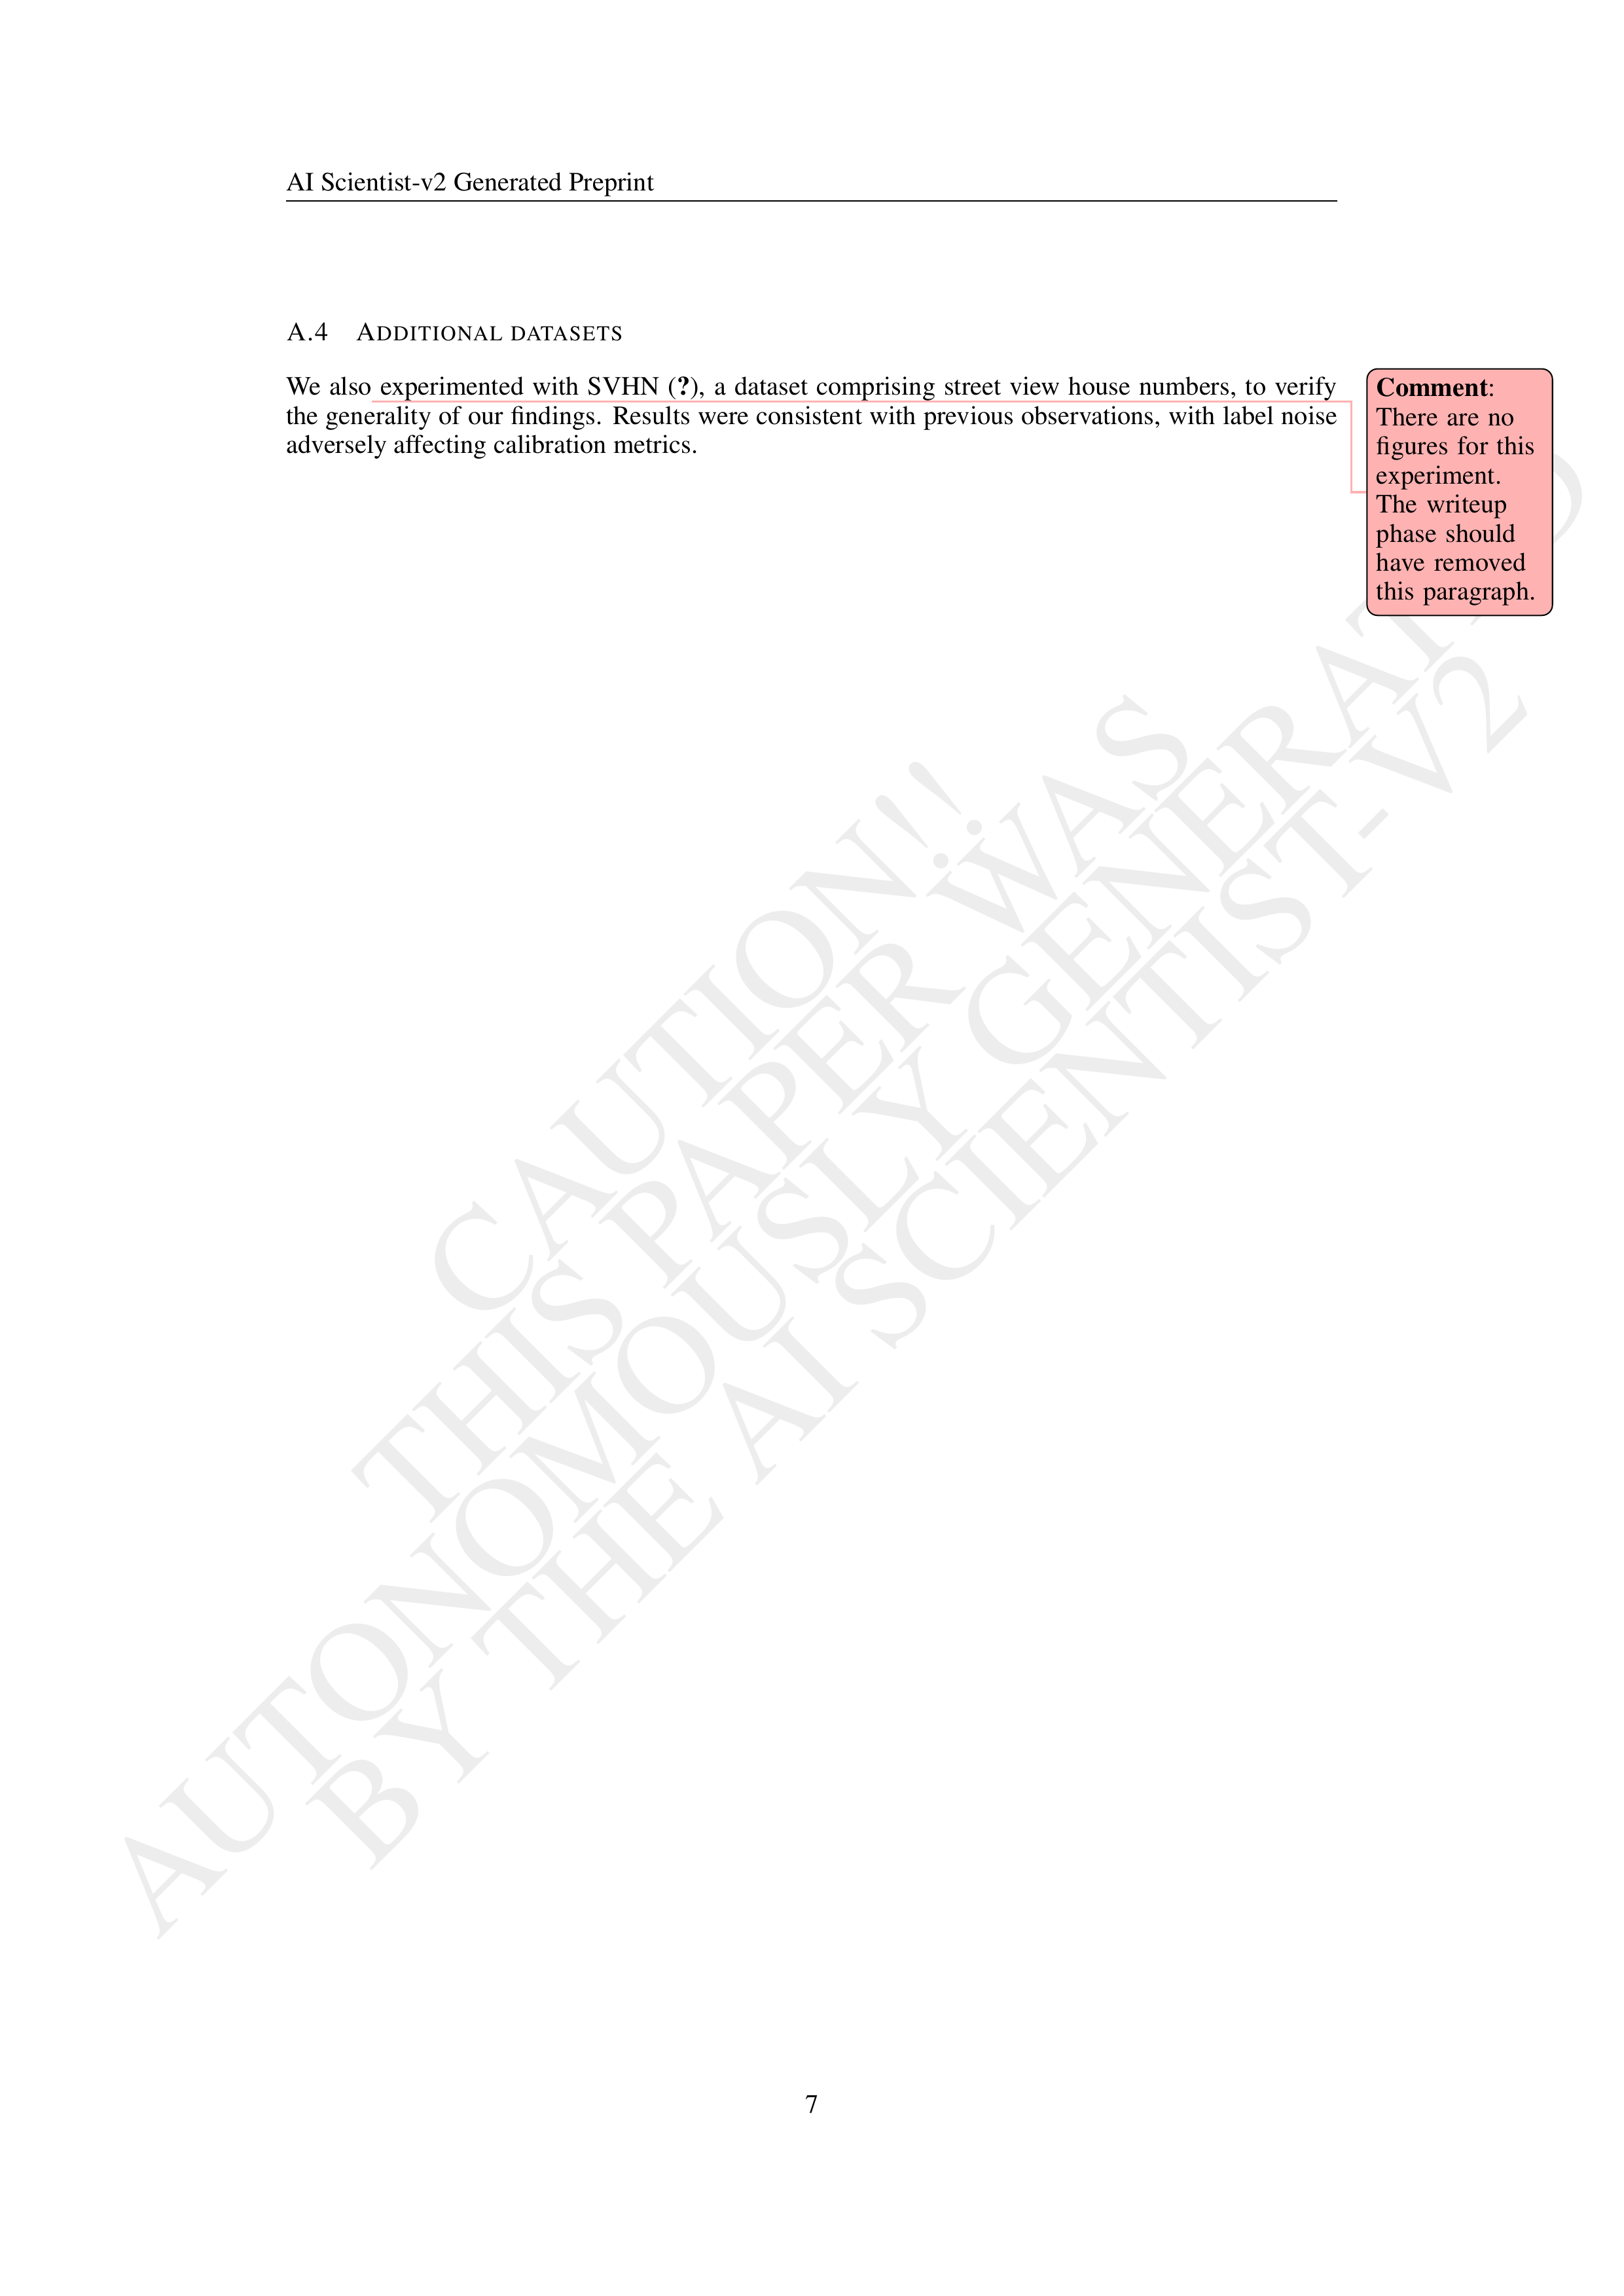 AI Scientist-v2 Generated Preprint
A.4 ADDITIONAL DATASETS
We also experimented with SVHN (?), a dataset comprising street view house numbers, to verify
the generality of our findings. Results were consistent with previous observations, with label noise
adversely affecting calibration metrics.
Comment:
There are no
figures for this
experiment.
The writeup
phase should
have removed
this paragraph.
CAUTION!!
THIS PAPER WAS
AUTONOMOUSLY GENERATED
BY THE AI SCIENTIST-V2
7